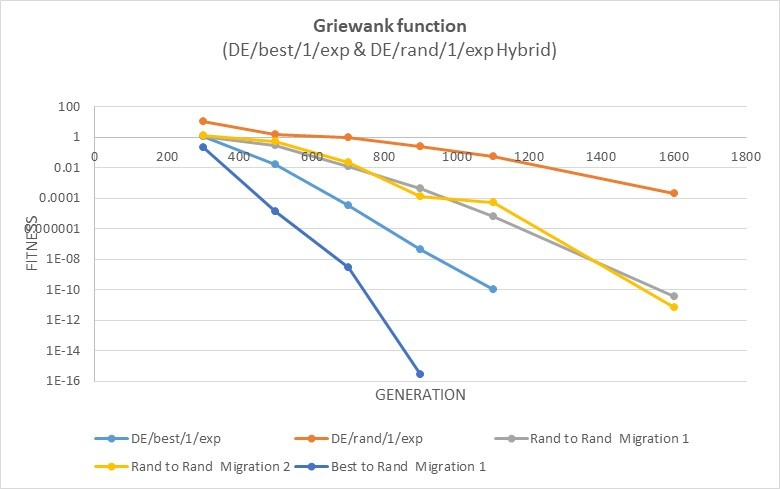 Griewank function
(DE/best/1/exp & DE/rand/1/exp Hybrid)
100
1
0.01
0.0001
0.000001
1E-08
1E-10
1E-12
1E-14
1E-16
FITNESS
0 200 400 600 800 1000 1200 1400 1600 1800
GENERATION
DE/best/1/exp DE/rand/1/exp Rand to Rand Migration 1
Rand to Rand Migration 2 Best to Rand Migration 1